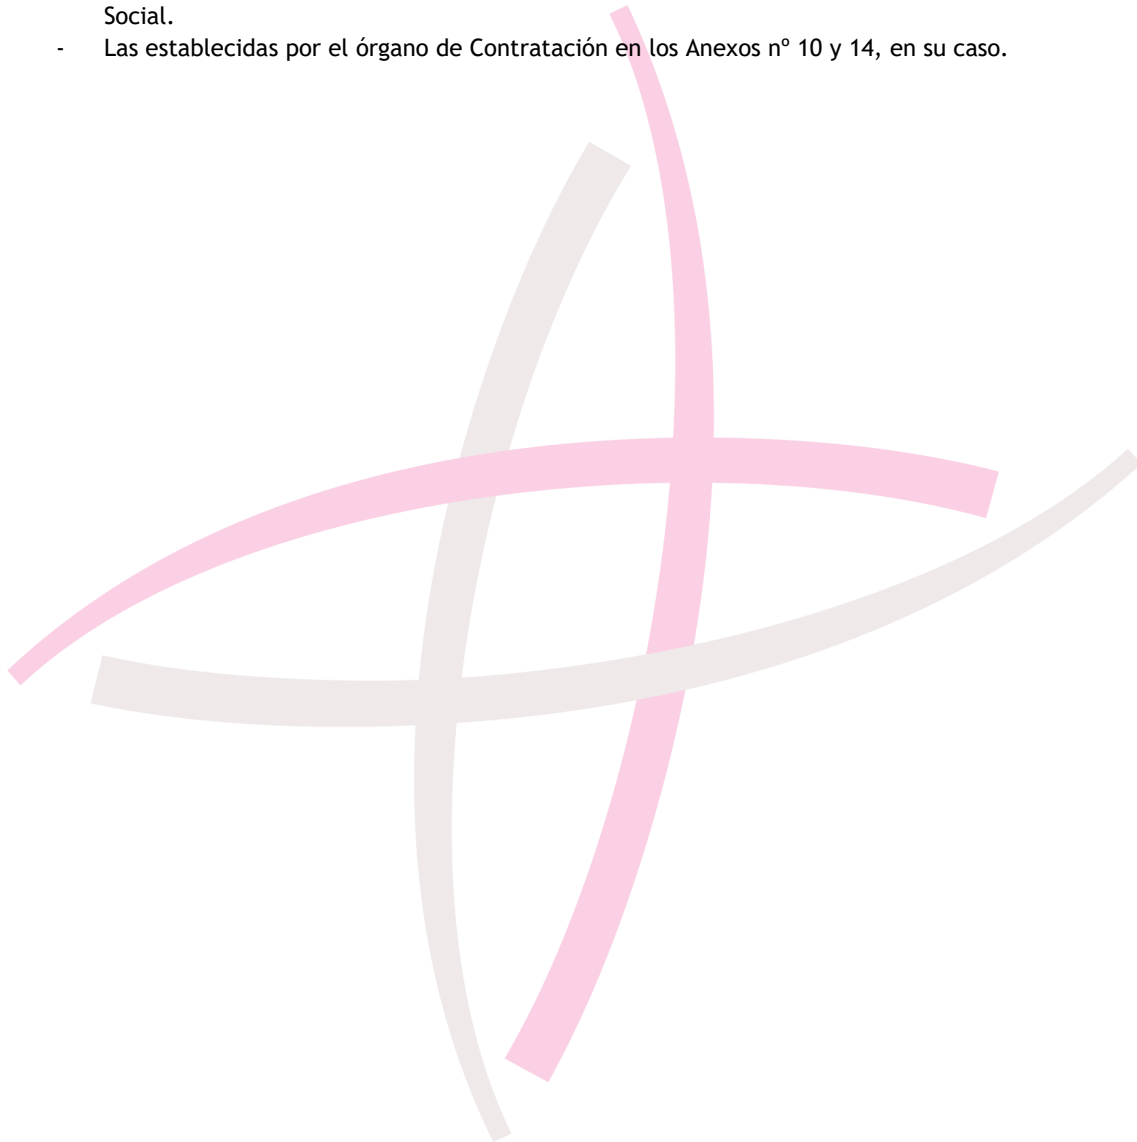 Social.
- Las establecidas por el órgano de Contratación en los Anexos nº 10 y 14, en su caso.